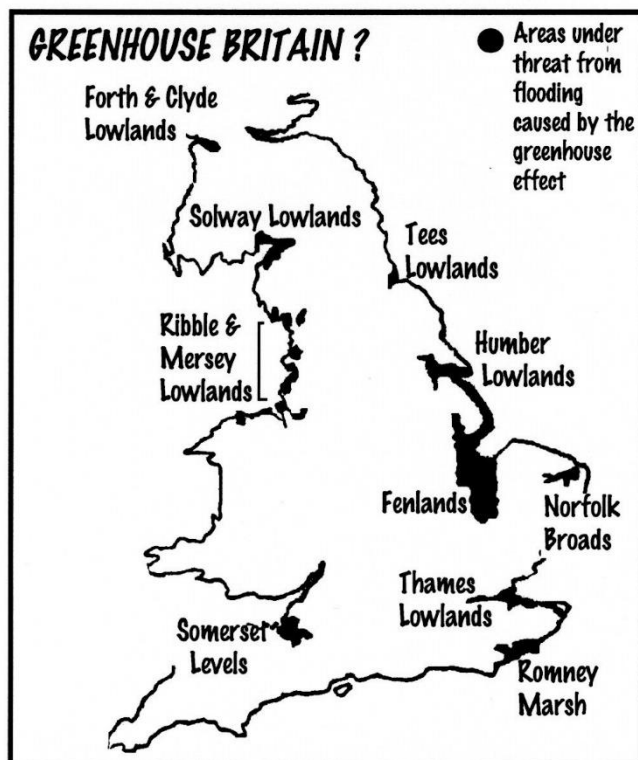 GREENHOUSE BRITAIN ?
Areas under
threat from
flooding
caused by the
greenhouse
effect
Forth & Clyde
Lowlands
Solway Lowlands
Tees
Lowlands
Ribble &
Mersey
Lowlands
Humber
Lowlands
Fenlands
Norfolk
Broads
Thames
Lowlands
Somerset
Levels
Romney
Marsh